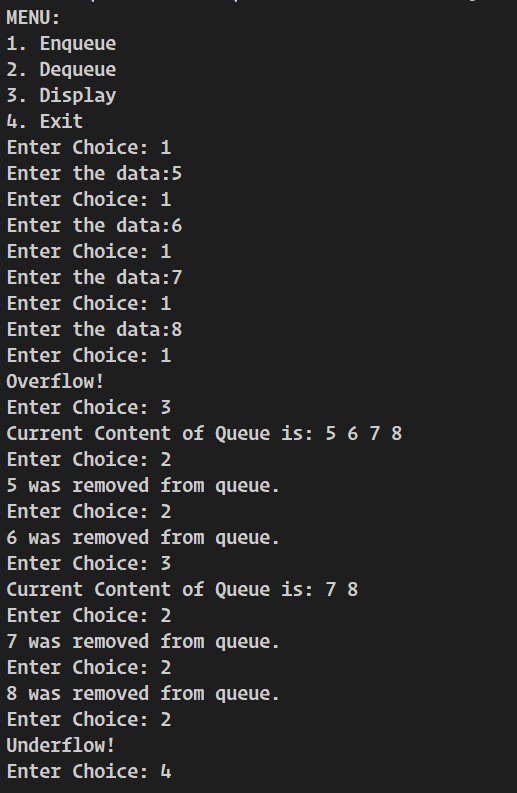 MENU:
1. Enqueue
2. Dequeue
3. Display
4. Exit
Enter Choice: 1
Enter the data:5
Enter Choice: 1
Enter the data:6
Enter Choice: 1
Enter the data:7
Enter Choice: 1
Enter the data:8
Enter Choice: 1
Overflow!
Enter Choice: 3
Current Content of Queue is: 5 6 7 8
Enter Choice: 2
5 was removed from queue.
Enter Choice: 2
6 was removed from queue.
Enter Choice: 3
Current Content of Queue is: 7 8
Enter Choice: 2
7 was removed from queue.
Enter Choice: 2
8 was removed from queue.
Enter Choice: 2
Underflow!
Enter Choice: 4